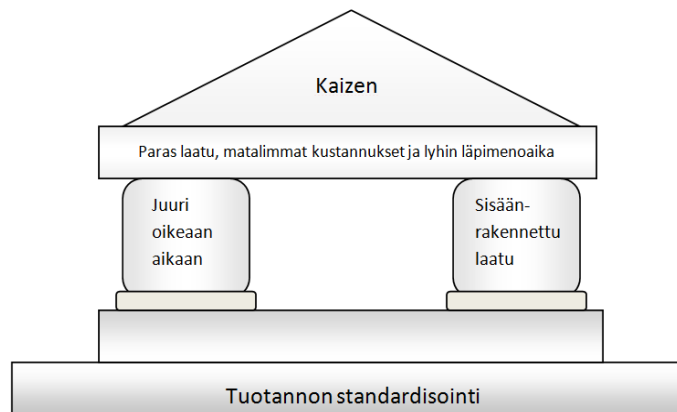 Kaizen
Paras laatu, matalimmat kustannukset ja lyhin läpimenoaika
Juuri
oikeaan
aikaan
Sisään-
rakennettu
laatu
Tuotannon standardisointi